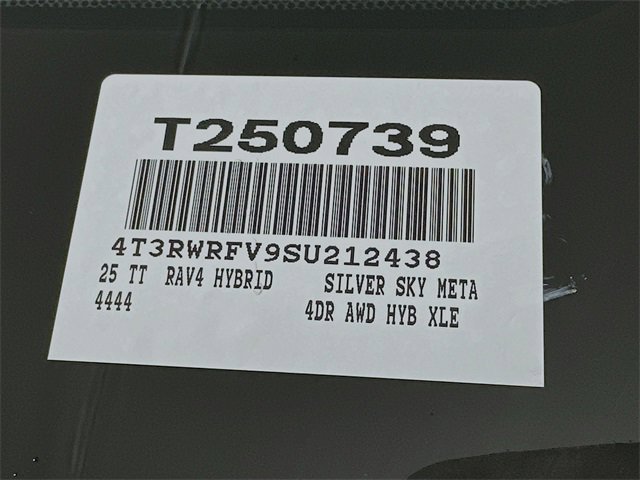 T250739
4T3RWRFV9SU212438
25 TT RAV4 HYBRID SILVER SKY META
4444 4DR AWD HYB XLE